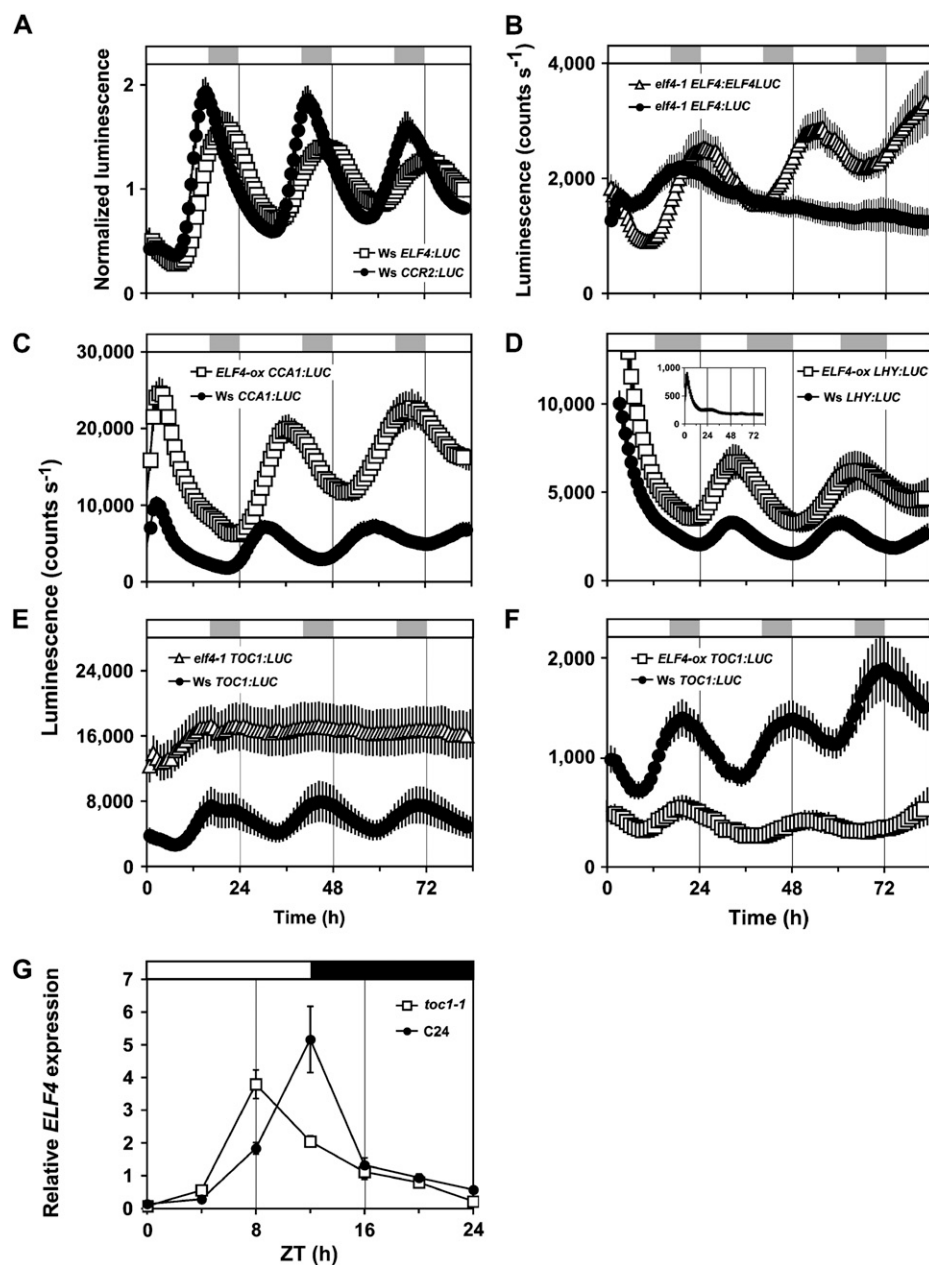 A
Normalized luminescence
2
1
0
Ws ELF4:LUC
Ws CCR2:LUC
B
Luminescence (counts s-1)
4,000
2,000
0
elf4-1 ELF4:ELF4LUC
elf4-1 ELF4:LUC
0 24 48 72
C
Luminescence (counts s-1)
30,000
20,000
10,000
0
ELF4-ox CCA1:LUC
Ws CCA1:LUC
D
10,000
5,000
0
ELF4-ox LHY:LUC
Ws LHY:LUC
1,000
500
0
0 24 48 72
E
24,000
16,000
8,000
0
elf4-1 TOC1:LUC
Ws TOC1:LUC
0 24 48 72
Time (h)
F
2,000
1,000
0
ELF4-ox TOC1:LUC
Ws TOC1:LUC
0 24 48 72
Time (h)
G
Relative ELF4 expression
7
6
5
4
3
2
1
0
toc1-1
C24
0 8 16 24
ZT (h)